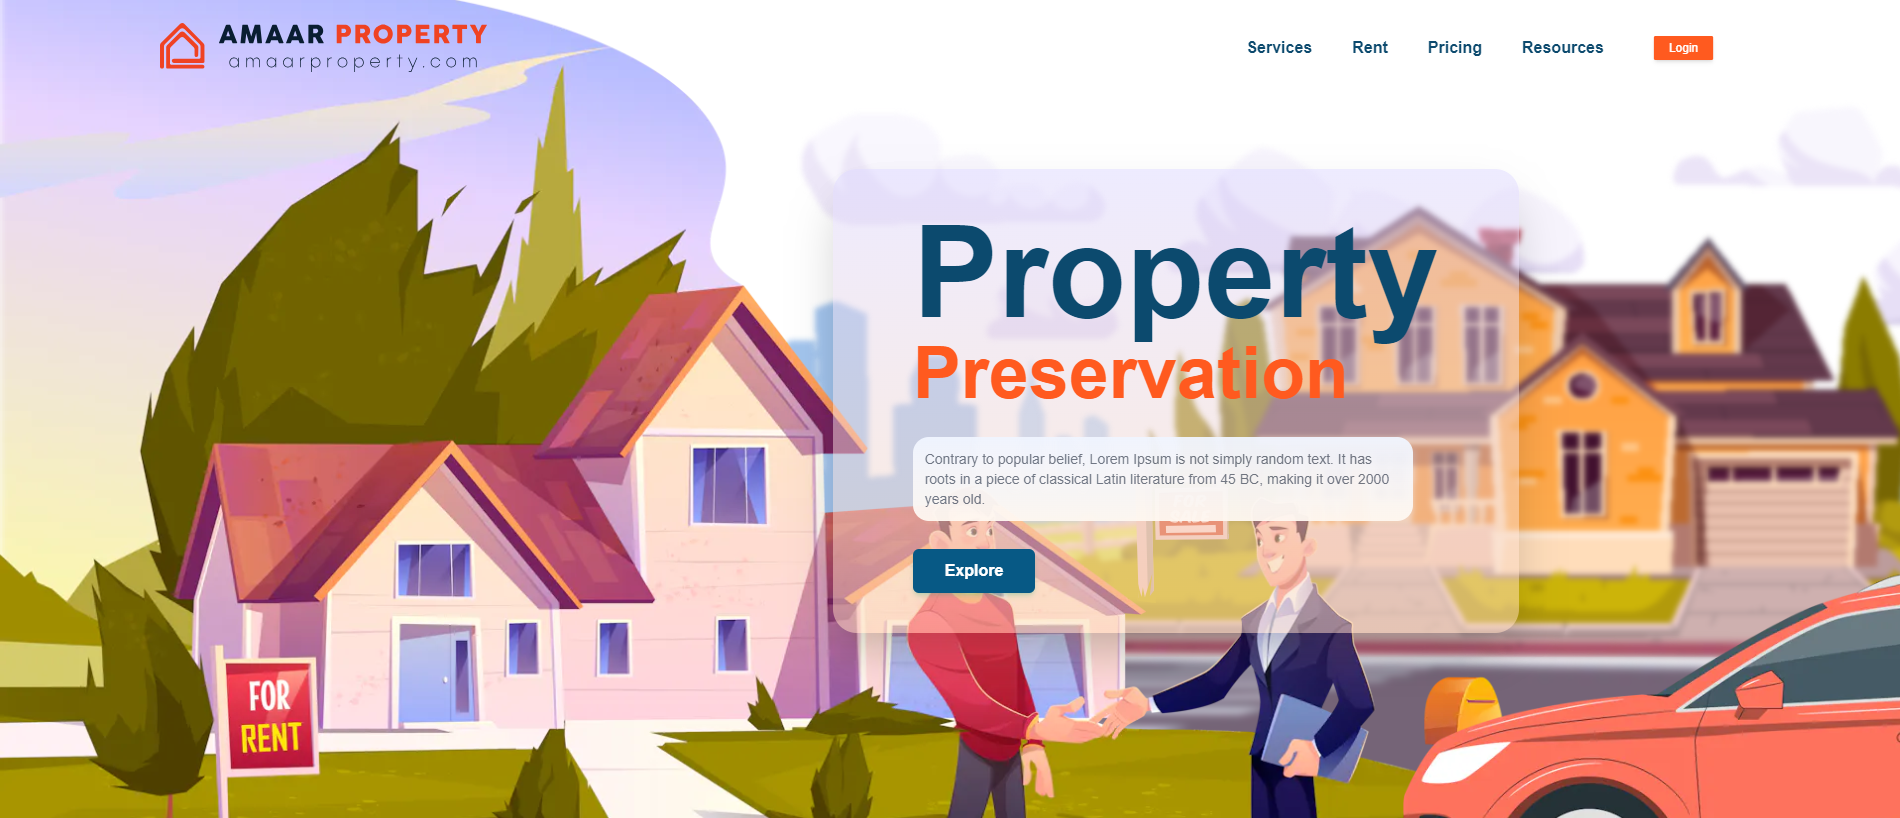 AMAAR PROPERTY
amaarproperty.com
Services Rent Pricing Resources Login
Property
Preservation
Contrary to popular belief, Lorem Ipsum is not simply random text. It has
roots in a piece of classical Latin literature from 45 BC, making it over 2000
years old.
Explore
FOR
RENT